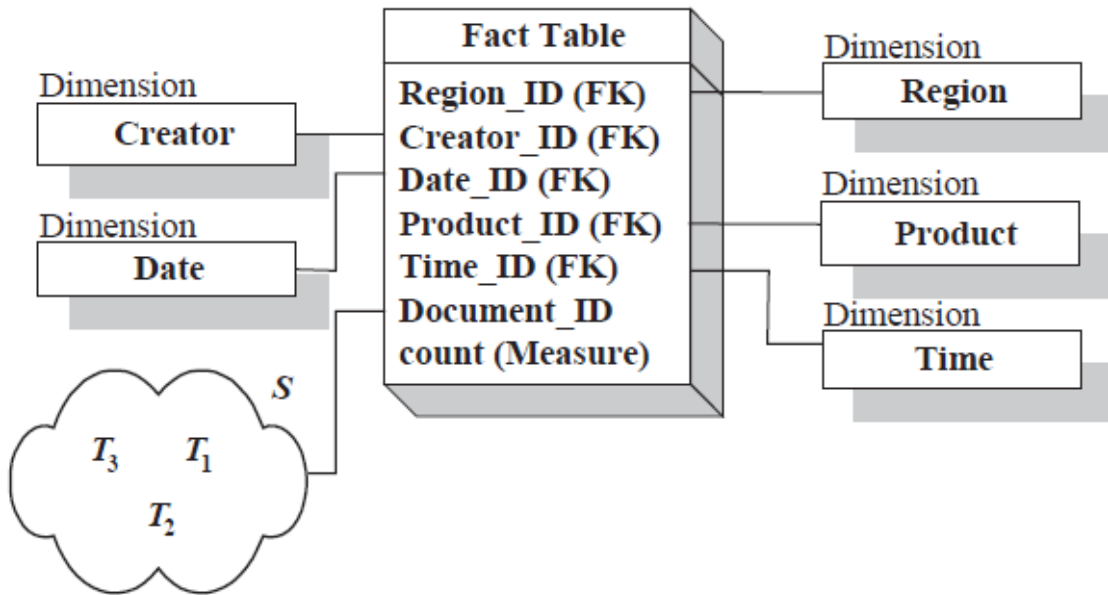 Dimension
Creator
Dimension
Date
S
T3 T1
T2
Fact Table
Region_ID (FK)
Creator_ID (FK)
Date_ID (FK)
Product_ID (FK)
Time_ID (FK)
Document_ID
count (Measure)
Dimension
Region
Dimension
Product
Dimension
Time